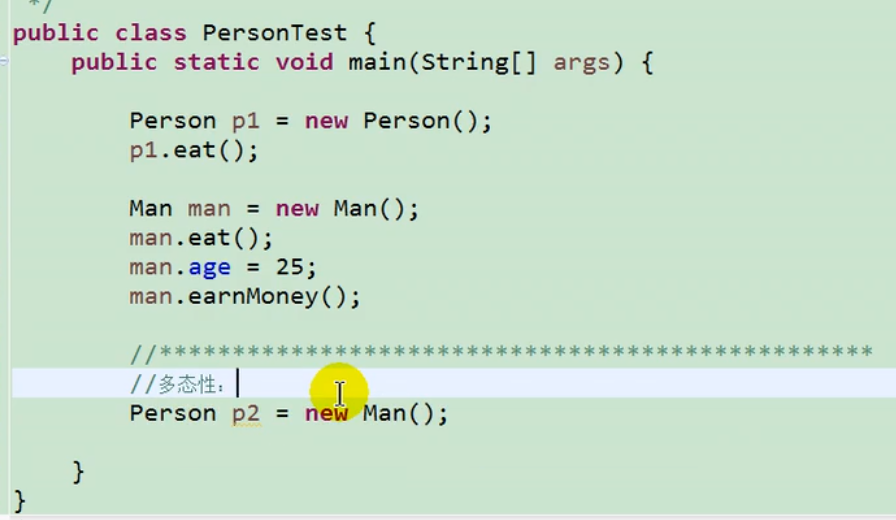 */
public class PersonTest {
public static void main(String[] args) {
Person p1 = new Person();
p1.eat();
Man man = new Man();
man.eat();
man.age = 25;
man.earnMoney();
//*************************************************
//多态性：
Person p2 = new Man();
}
}